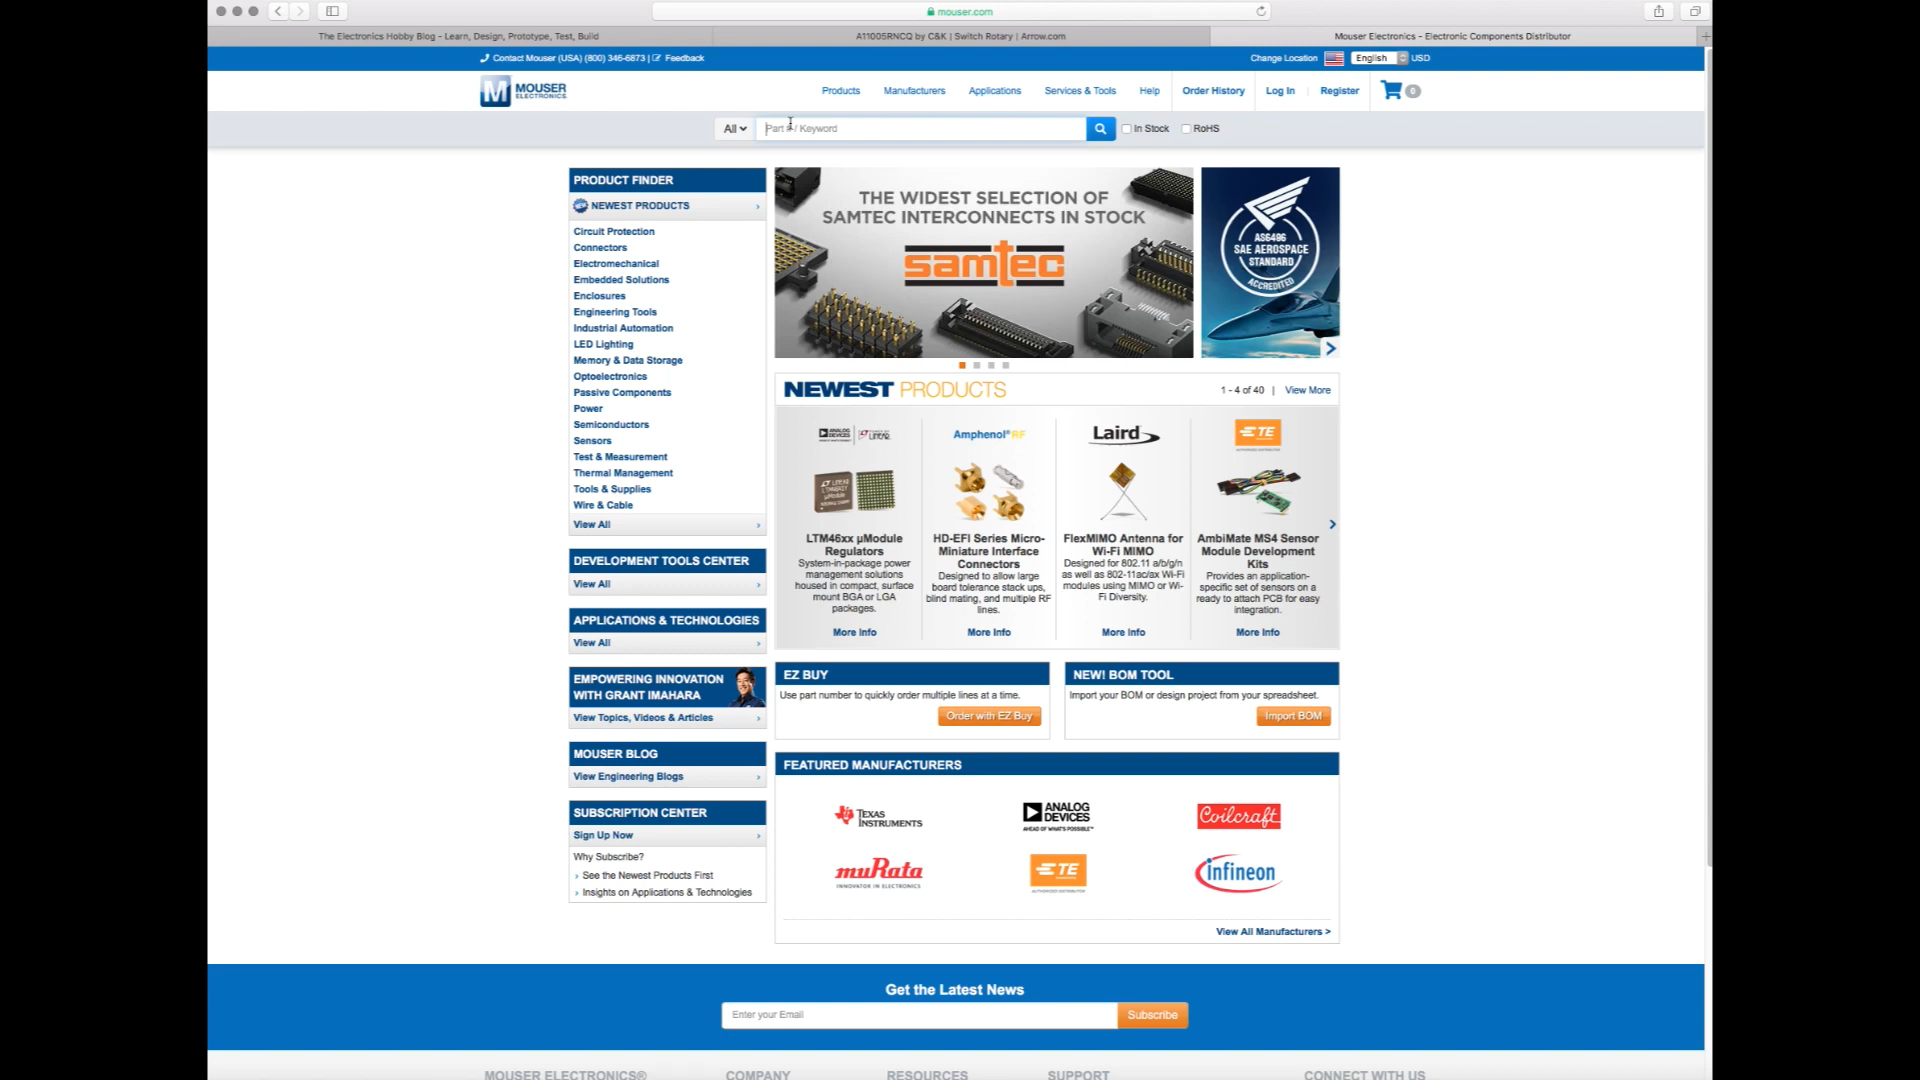 mouser.com
The Electronics Hobby Blog - Learn, Design, Prototype, Test, Build
A11005RNCQ by C&K | Switch Rotary | Arrow.com
Mouser Electronics - Electronic Components Distributor
Contact Mouser (USA) (800) 346-6873 | Feedback
Change Location English USD
MOUSER ELECTRONICS
Products Manufacturers Applications Services & Tools Help Order History Log In Register 0
All Part # / Keyword In Stock RoHS
PRODUCT FINDER
NEWEST PRODUCTS
Circuit Protection
Connectors
Electromechanical
Embedded Solutions
Enclosures
Engineering Tools
Industrial Automation
LED Lighting
Memory & Data Storage
Optoelectronics
Passive Components
Power
Semiconductors
Sensors
Test & Measurement
Thermal Management
Tools & Supplies
Wire & Cable
View All
DEVELOPMENT TOOLS CENTER
View All
APPLICATIONS & TECHNOLOGIES
View All
EMPOWERING INNOVATION
WITH GRANT IMAHARA
View Topics, Videos & Articles
MOUSER BLOG
View Engineering Blogs
SUBSCRIPTION CENTER
Sign Up Now
Why Subscribe?
See the Newest Products First
Insights on Applications & Technologies
THE WIDEST SELECTION OF
SAMTEC INTERCONNECTS IN STOCK
samtec
AS6496
SAE AEROSPACE
STANDARD
ACCREDITED
NEWEST PRODUCTS
1 - 4 of 40 | View More
ANALOG DEVICES
LTM46xx µModule
Regulators
System-in-package power
management solutions
housed in compact, surface
mount BGA or LGA
packages.
More Info
Amphenol RF
HD-EFI Series Micro-
Miniature Interface
Connectors
Designed to allow large
board tolerance stack ups,
blind mating, and multiple RF
lines.
More Info
Laird
FlexMIMO Antenna for
Wi-Fi MIMO
Designed for 802.11 a/b/g/n
as well as 802-11ac/ax Wi-Fi
modules using MIMO or Wi-
Fi Diversity.
More Info
TE
AmbiMate MS4 Sensor
Module Development
Kits
Provides an application-
specific set of sensors on a
ready to attach PCB for easy
integration.
More Info
EZ BUY
Use part number to quickly order multiple lines at a time.
Order with EZ Buy
NEW! BOM TOOL
Import your BOM or design project from your spreadsheet.
Import BOM
FEATURED MANUFACTURERS
TEXAS INSTRUMENTS
ANALOG DEVICES
AHEAD OF WHAT'S POSSIBLE™
Coilcraft
muRata
INNOVATOR IN ELECTRONICS
TE
infineon
View All Manufacturers >
Get the Latest News
Enter your Email Subscribe
MOUSER ELECTRONICS® COMPANY RESOURCES SUPPORT CONNECT WITH US